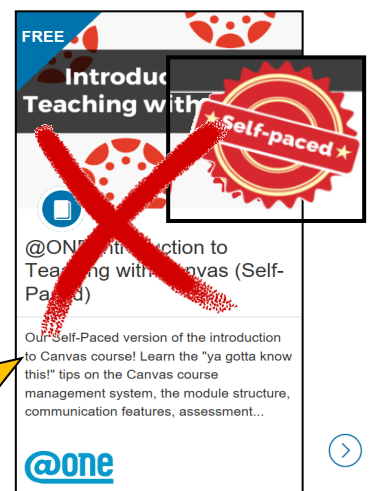 FREE
Introduc
Teaching with
Self-paced
@ONE Introduction to
Teaching with Canvas (Self-
Paced)
Our Self-Paced version of the introduction
to Canvas course! Learn the "ya gotta know
this!" tips on the Canvas course
management system, the module structure,
communication features, assessment...
@one